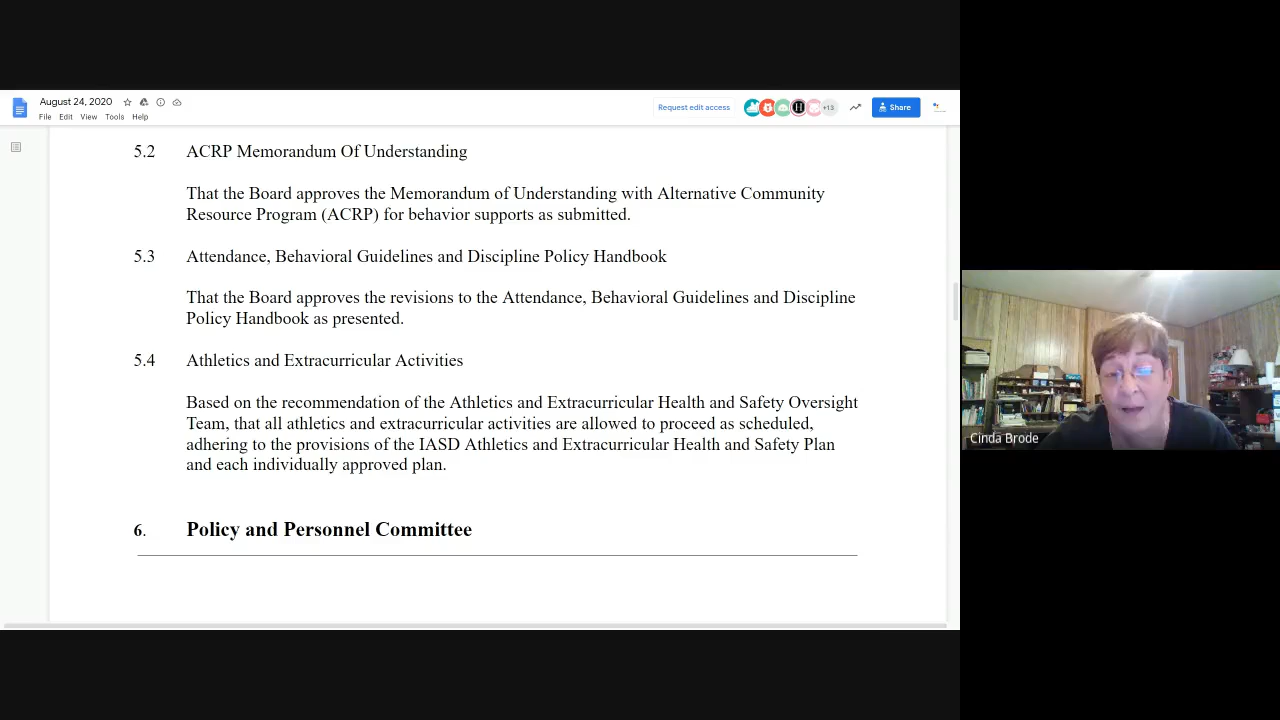 August 24, 2020
File Edit View Tools Help
Request edit access
H
+13
Share
5.2 ACRP Memorandum Of Understanding
That the Board approves the Memorandum of Understanding with Alternative Community
Resource Program (ACRP) for behavior supports as submitted.
5.3 Attendance, Behavioral Guidelines and Discipline Policy Handbook
That the Board approves the revisions to the Attendance, Behavioral Guidelines and Discipline
Policy Handbook as presented.
5.4 Athletics and Extracurricular Activities
Based on the recommendation of the Athletics and Extracurricular Health and Safety Oversight
Team, that all athletics and extracurricular activities are allowed to proceed as scheduled,
adhering to the provisions of the IASD Athletics and Extracurricular Health and Safety Plan
and each individually approved plan.
6. Policy and Personnel Committee
Cinda Brode